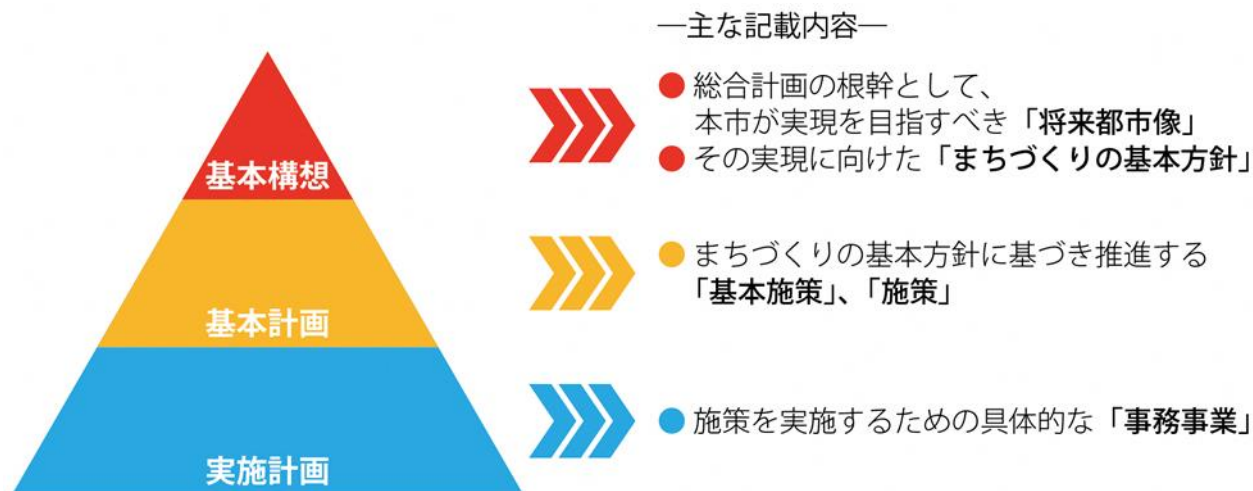 ―主な記載内容―
● 総合計画の根幹として、
本市が実現を目指すべき「将来都市像」
● その実現に向けた「まちづくりの基本方針」
基本構想
● まちづくりの基本方針に基づき推進する
「基本施策」、「施策」
基本計画
● 施策を実施するための具体的な「事務事業」
実施計画